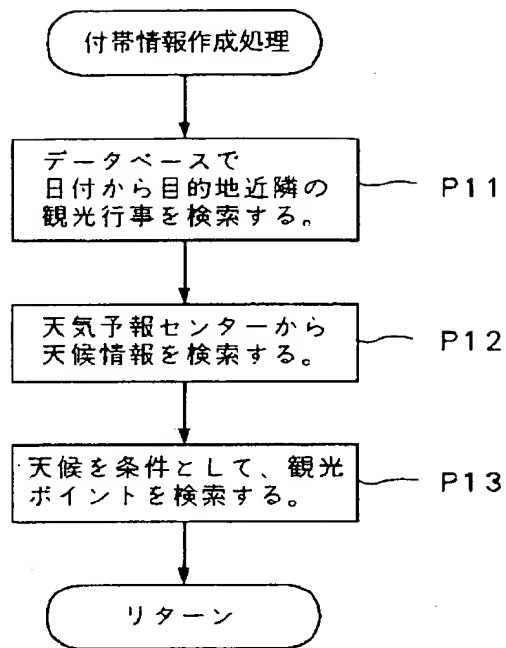 付帯情報作成処理
データベースで
日付から目的地近隣の
観光行事を検索する。
P11
天気予報センターから
天候情報を検索する。
P12
天候を条件として、観光
ポイントを検索する。
P13
リターン